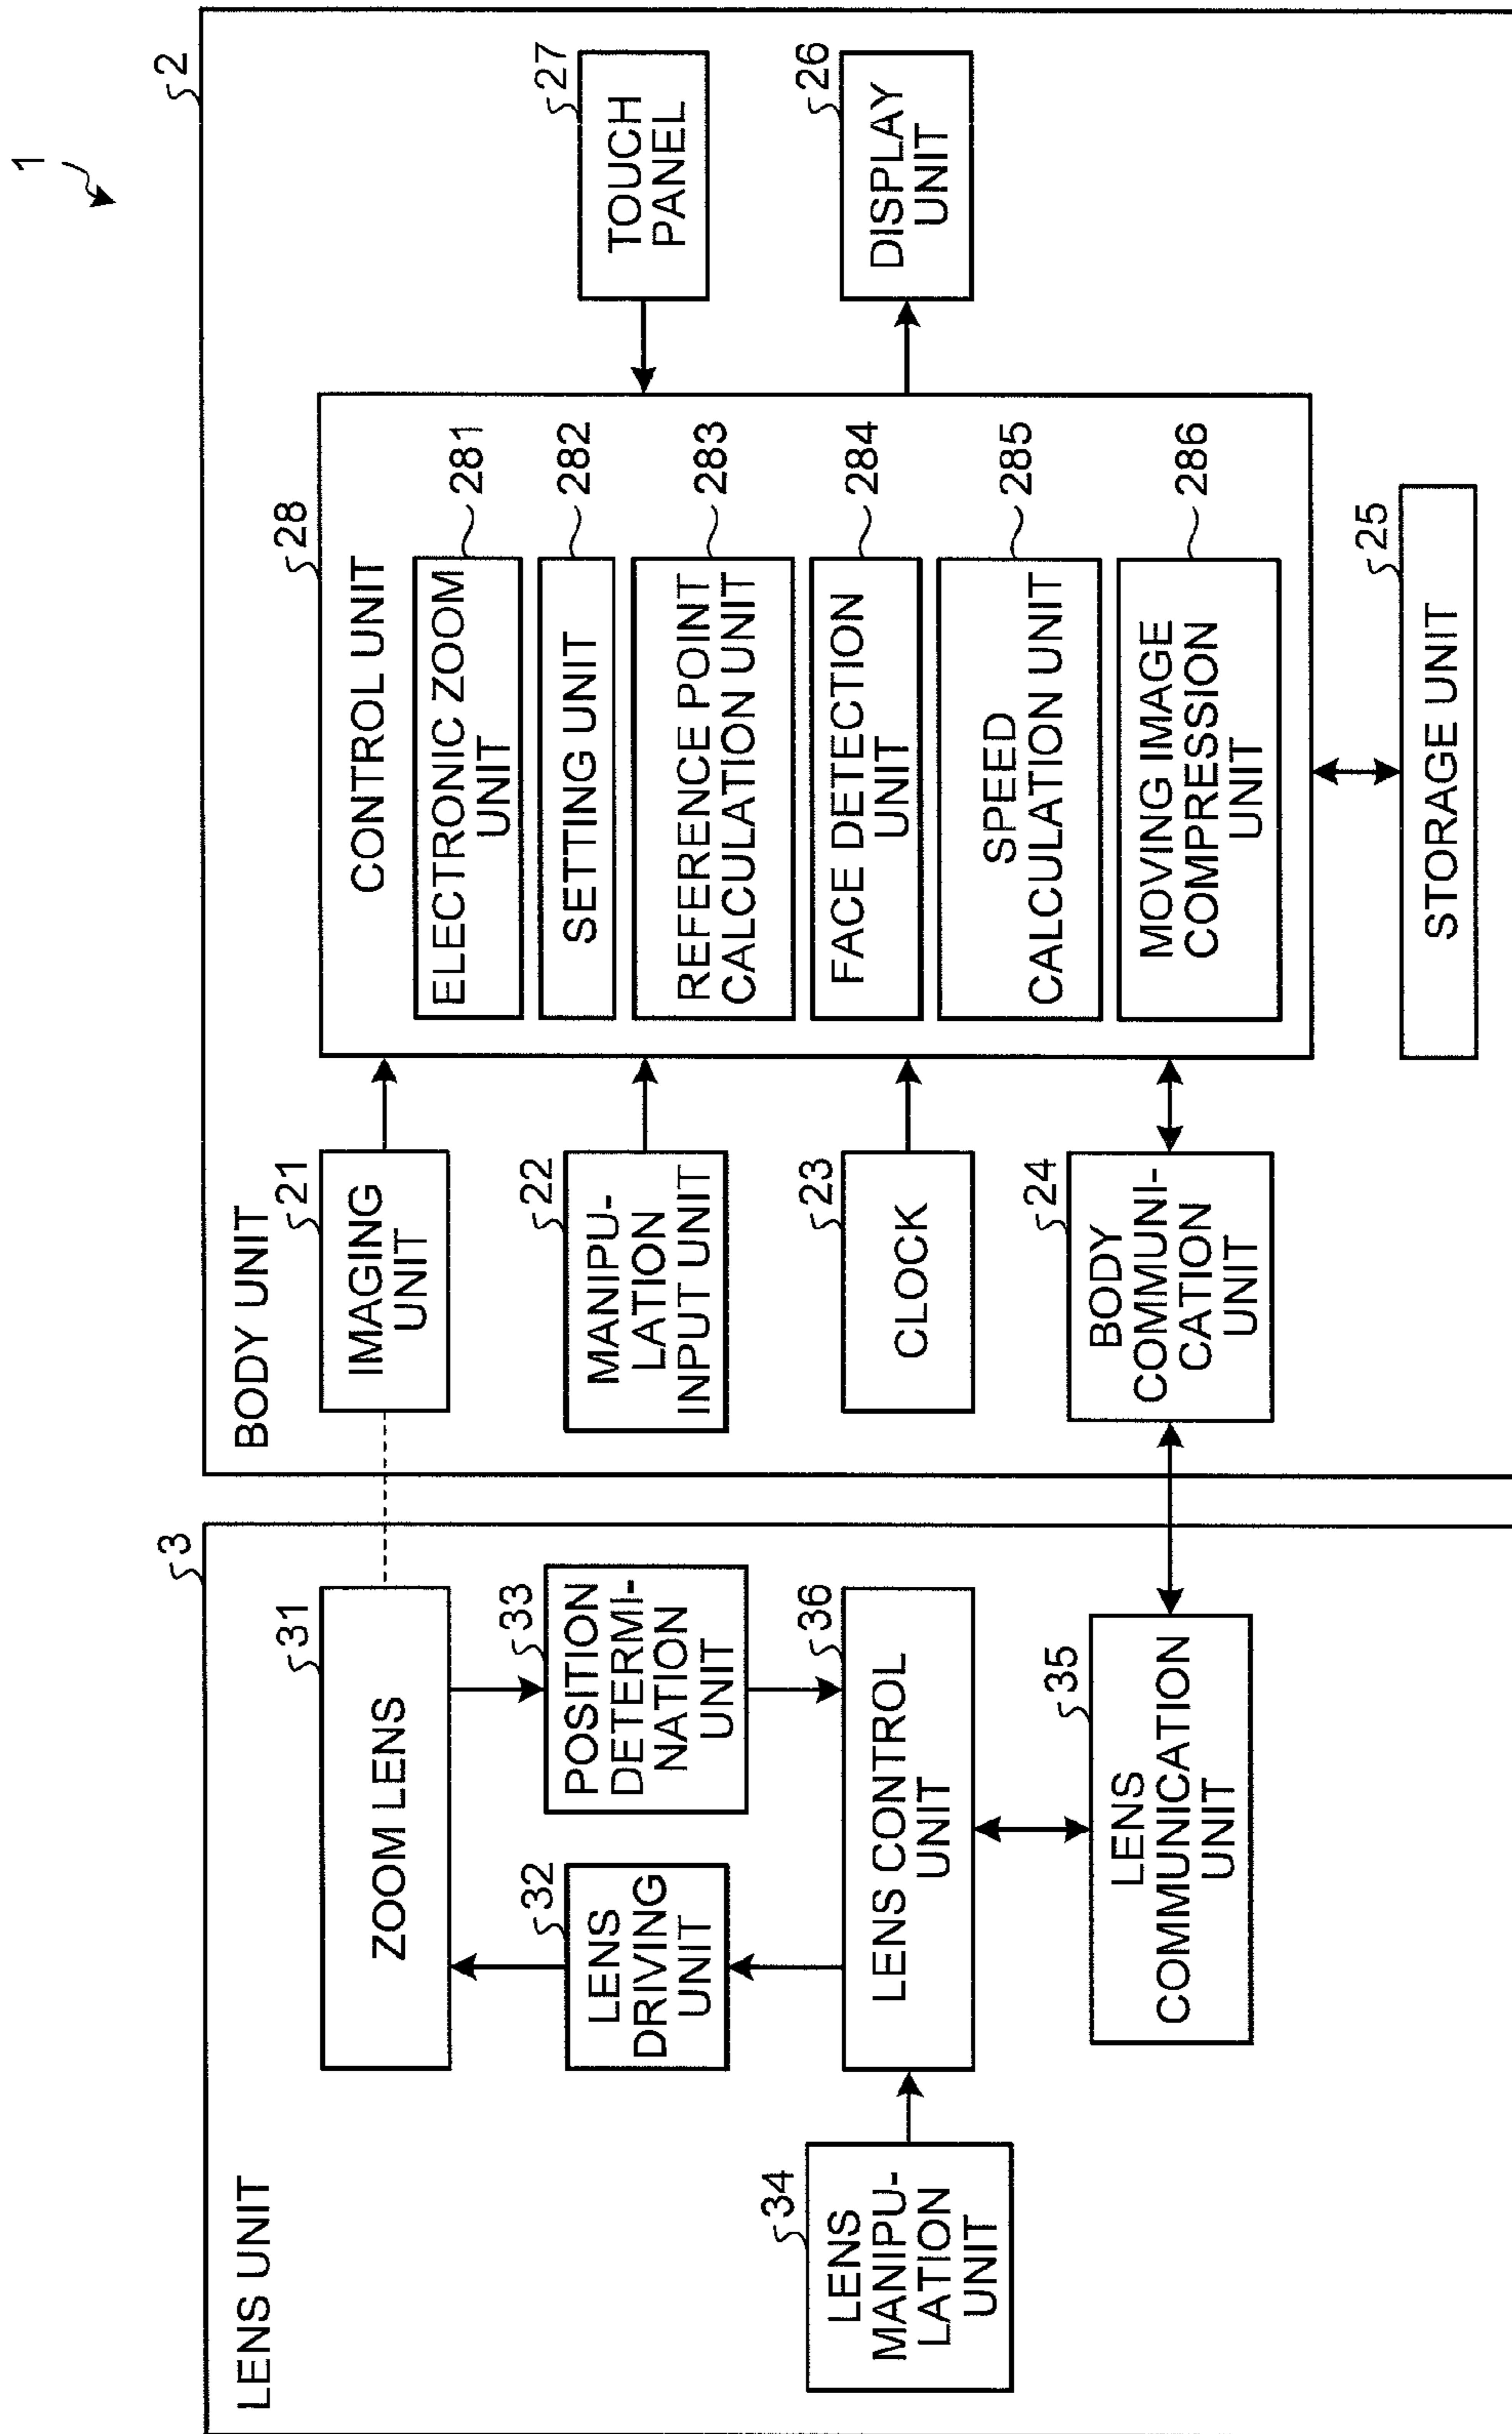 1
2
BODY UNIT
21
IMAGING
UNIT
22
MANIPU-
LATION
INPUT UNIT
23
CLOCK
24
BODY
COMMUNI-
CATION
UNIT
28
CONTROL UNIT
ELECTRONIC ZOOM
UNIT
281
SETTING UNIT
282
REFERENCE POINT
CALCULATION UNIT
283
FACE DETECTION
UNIT
284
SPEED
CALCULATION UNIT
285
MOVING IMAGE
COMPRESSION
UNIT
286
27
TOUCH
PANEL
26
DISPLAY
UNIT
25
STORAGE UNIT
3
LENS UNIT
31
ZOOM LENS
32
LENS
DRIVING
UNIT
33
POSITION
DETERMI-
NATION
UNIT
34
LENS
MANIPU-
LATION
UNIT
36
LENS CONTROL
UNIT
35
LENS
COMMUNICATION
UNIT